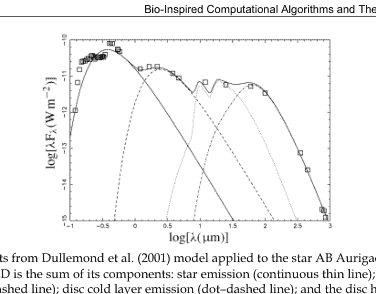 Bio-Inspired Computational Algorithms and The
-10
-11
-12
-13
-14
-15
log[λFλ(W m−2)]
-1 -0.5 0 0.5 1 1.5 2 2.5 3
log[λ(μm)]
ts from Dullemond et al. (2001) model applied to the star AB Auriga
D is the sum of its components: star emission (continuous thin line);
ashed line); disc cold layer emission (dot–dashed line); and the disc h